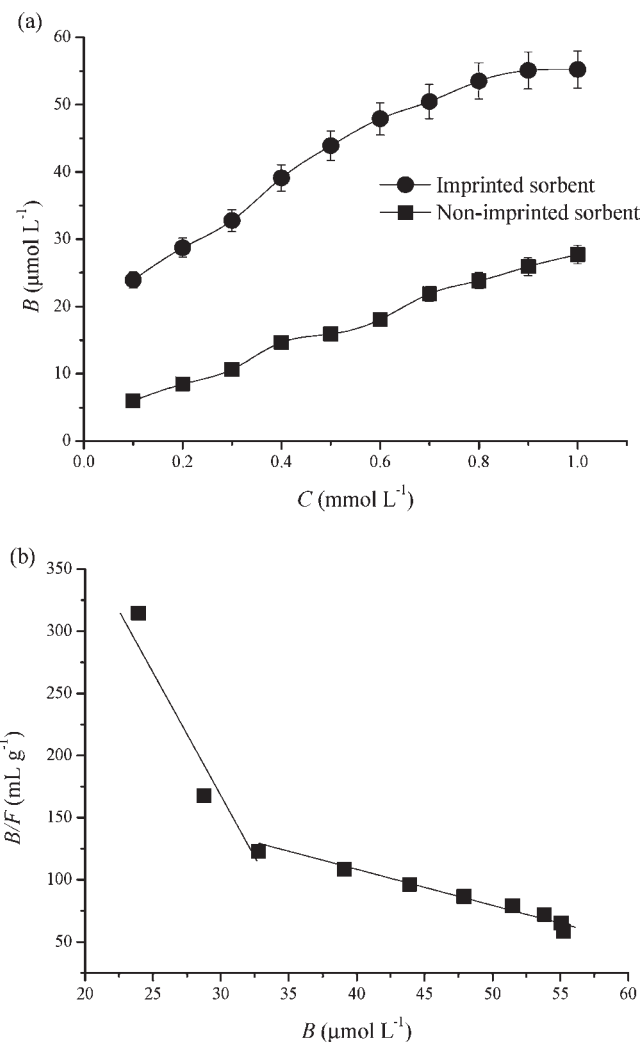 (a)
60
50
40
30
20
10
0
B (μmol L⁻¹)
Imprinted sorbent
Non-imprinted sorbent
0.0 0.2 0.4 0.6 0.8 1.0
C (mmol L⁻¹)
(b)
350
300
250
200
150
100
50
B/F (mL g⁻¹)
20 25 30 35 40 45 50 55 60
B (μmol L⁻¹)